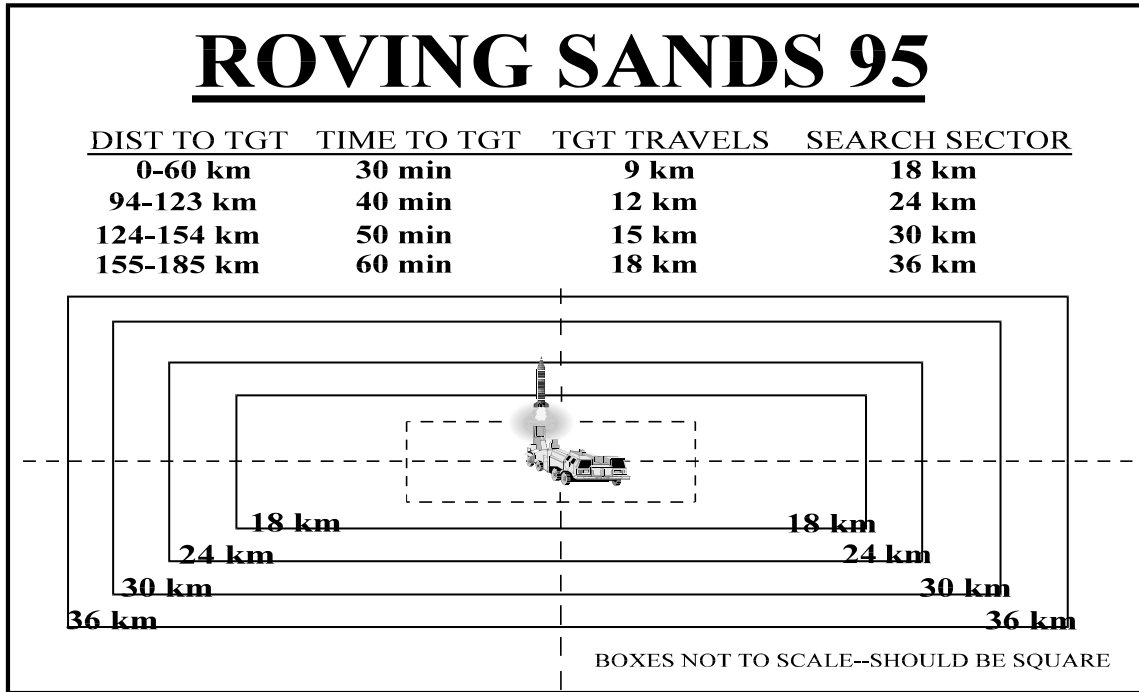 ROVING SANDS 95
DIST TO TGT TIME TO TGT TGT TRAVELS SEARCH SECTOR
0-60 km 30 min 9 km 18 km
94-123 km 40 min 12 km 24 km
124-154 km 50 min 15 km 30 km
155-185 km 60 min 18 km 36 km
18 km 18 km
24 km 24 km
30 km 30 km
36 km 36 km
BOXES NOT TO SCALE--SHOULD BE SQUARE